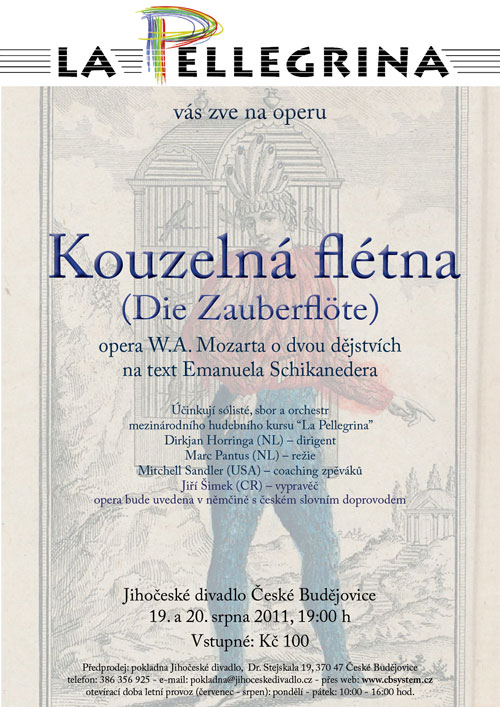 LA PELLEGRINA
vás zve na operu
Kouzelná flétna
(Die Zauberflöte)
opera W.A. Mozarta o dvou dějstvích
na text Emanuela Schikanedera
Účinkují sólisté, sbor a orchestr
mezinárodního hudebního kursu “La Pellegrina”
Dirkjan Horringa (NL) – dirigent
Marc Pantus (NL) – režie
Mitchell Sandler (USA) – coaching zpěváků
Jiří Šimek (CR) – vypravěč
opera bude uvedena v němčině s českém slovním doprovodem
Jihočeské divadlo České Budějovice
19. a 20. srpna 2011, 19:00 h
Vstupné: Kč 100
Předprodej: pokladna Jihočeské divadlo, Dr. Stejskala 19, 370 47 České Budějovice
telefon: 386 356 925 - e-mail: pokladna@jihoceskedivadlo.cz - přes web: www.cbsystem.cz
otevírací doba letní provoz (červenec - srpen): pondělí - pátek: 10:00 - 16:00 hod.